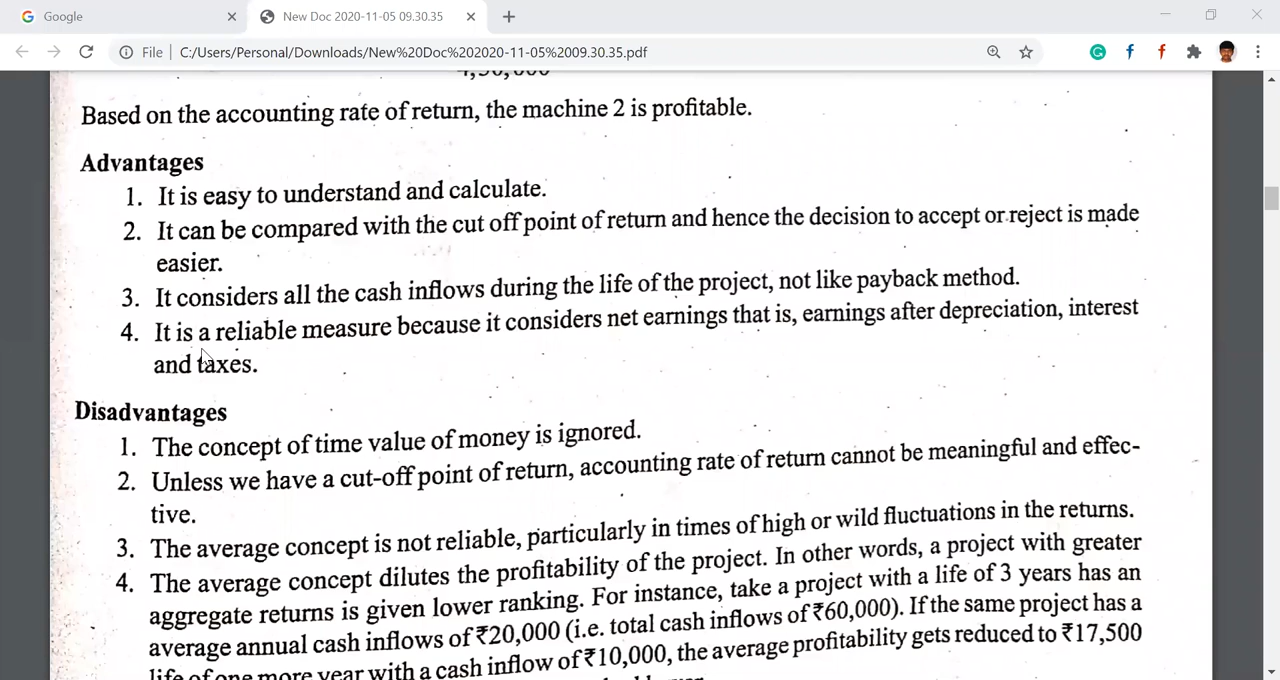 Google
New Doc 2020-11-05 09.30.35
File C:/Users/Personal/Downloads/New%20Doc%202020-11-05%2009.30.35.pdf
Based on the accounting rate of return, the machine 2 is profitable.
Advantages
1. It is easy to understand and calculate.
2. It can be compared with the cut off point of return and hence the decision to accept or reject is made
easier.
3. It considers all the cash inflows during the life of the project, not like payback method.
4. It is a reliable measure because it considers net earnings that is, earnings after depreciation, interest
and taxes.
Disadvantages
1. The concept of time value of money is ignored.
2. Unless we have a cut-off point of return, accounting rate of return cannot be meaningful and effec-
tive.
3. The average concept is not reliable, particularly in times of high or wild fluctuations in the returns.
4. The average concept dilutes the profitability of the project. In other words, a project with greater
aggregate returns is given lower ranking. For instance, take a project with a life of 3 years has an
average annual cash inflows of ₹20,000 (i.e. total cash inflows of ₹60,000). If the same project has a
life of one more year with a cash inflow of ₹10,000, the average profitability gets reduced to ₹17,500